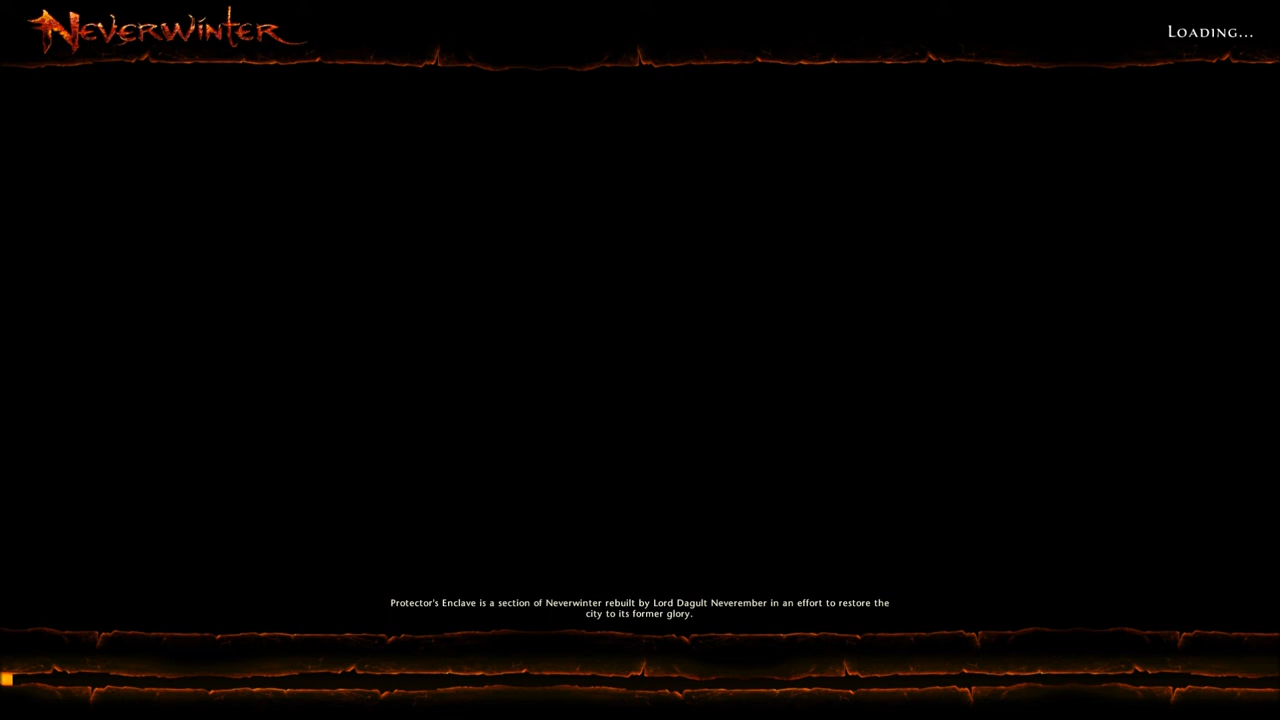 NEVERWINTER
LOADING...
Protector's Enclave is a section of Neverwinter rebuilt by Lord Dagult Neverember in an effort to restore the
city to its former glory.